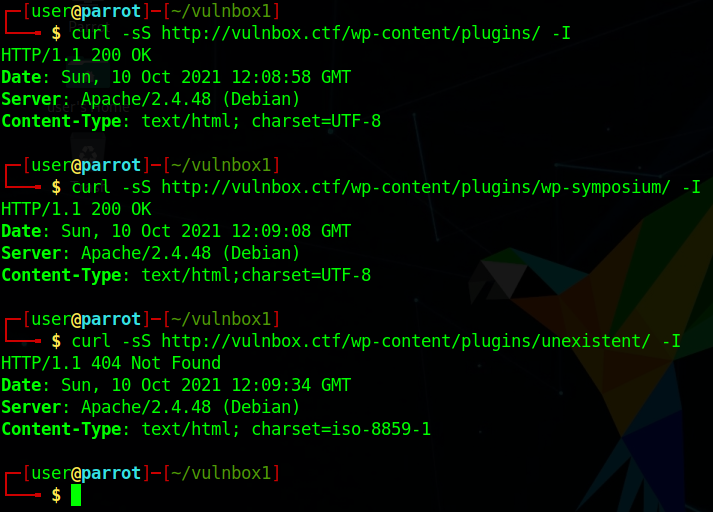 ┌─[user@parrot]─[~/vulnbox1]
└──╼ $ curl -sS http://vulnbox.ctf/wp-content/plugins/ -I
HTTP/1.1 200 OK
Date: Sun, 10 Oct 2021 12:08:58 GMT
Server: Apache/2.4.48 (Debian)
Content-Type: text/html; charset=UTF-8
┌─[user@parrot]─[~/vulnbox1]
└──╼ $ curl -sS http://vulnbox.ctf/wp-content/plugins/wp-symposium/ -I
HTTP/1.1 200 OK
Date: Sun, 10 Oct 2021 12:09:08 GMT
Server: Apache/2.4.48 (Debian)
Content-Type: text/html;charset=UTF-8
┌─[user@parrot]─[~/vulnbox1]
└──╼ $ curl -sS http://vulnbox.ctf/wp-content/plugins/unexistent/ -I
HTTP/1.1 404 Not Found
Date: Sun, 10 Oct 2021 12:09:34 GMT
Server: Apache/2.4.48 (Debian)
Content-Type: text/html; charset=iso-8859-1
┌─[user@parrot]─[~/vulnbox1]
└──╼ $